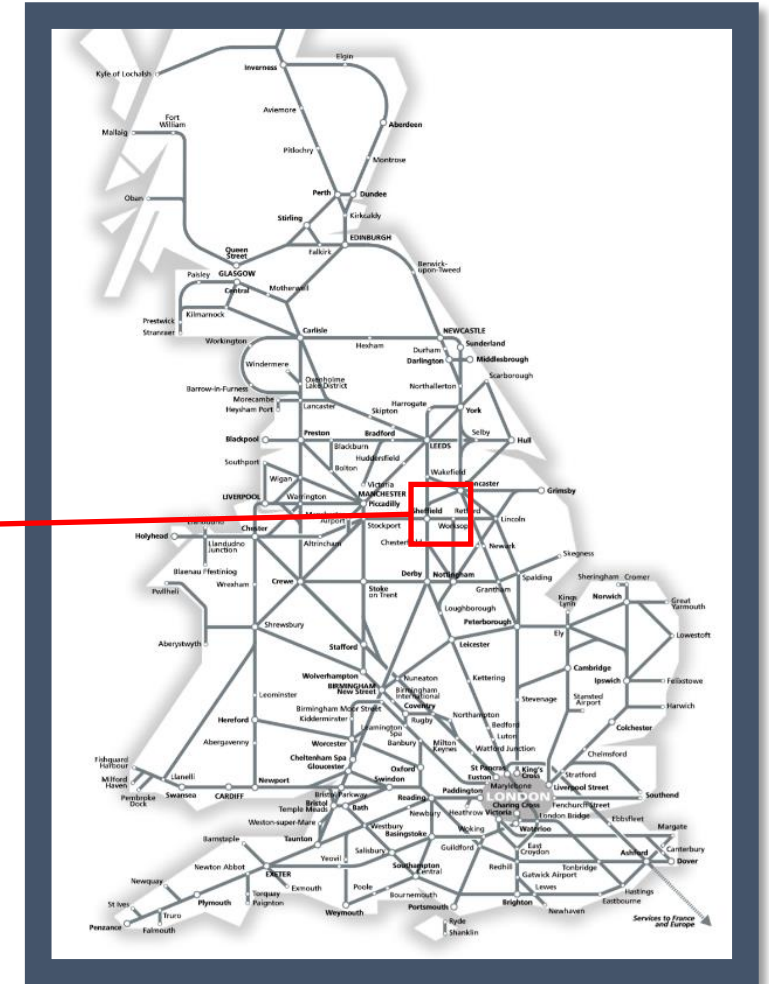 Elgin
Inverness
Kyle of Lochalsh
Aviemore
Fort
William
Aberdeen
Mallaig
Pitlochry
Montrose
Perth
Dundee
Oban
Kirkcaldy
Stirling
EDINBURGH
Falkirk
Queen
Street
Berwick-
upon-Tweed
Paisley
GLASGOW
Central
Motherwell
Kilmarnock
Prestwick
Stranraer
Carlisle
NEWCASTLE
Workington
Hexham
Sunderland
Durham
Darlington
Middlesbrough
Windermere
Scarborough
Oxenholme
Lake District
Northallerton
Barrow-In-Furness
Morecambe
Heysham Port
Lancaster
Harrogate
York
Skipton
Blackpool
Preston
Bradford
Selby
Blackburn
LEEDS
Hull
Huddersfield
Southport
Bolton
Wakefield
Wigan
Victoria
MANCHESTER
Piccadilly
Grimsby
LIVERPOOL
Warrington
Airport
Retford
Stockport
Worksop
Lincoln
Chester
Holyhead
Llandudno
Junction
Altrincham
Newark
Skegness
Blaenau Ffestiniog
Wrexham
Crewe
Derby
Nottingham
Spalding
Sheringham
Cromer
Pwllheli
Stoke
on Trent
Grantham
Kings
Lynn
Norwich
Great
Yarmouth
Loughborough
Shrewsbury
Peterborough
Aberystwyth
Ely
Lowestoft
Stafford
Leicester
Wolverhampton
Nuneaton
Kettering
Cambridge
BIRMINGHAM
New Street
Birmingham
International
Ipswich
Felixstowe
Leominster
Stevenage
Stansted
Airport
Birmingham Moor Street
Coventry
Harwich
Kidderminster
Rugby
Northampton
Hereford
Leamington
Spa
Bedford
Colchester
Worcester
Banbury
Milton
Keynes
Luton
Abergavenny
Watford Junction
Chelmsford
Cheltenham Spa
Gloucester
Fishguard
Harbour
Oxford
St Pancras
Euston
King's
Cross
Stratford
Milford
Haven
Llanelli
Newport
Swindon
Marylebone
Paddington
Liverpool Street
Pembroke
Dock
Swansea
CARDIFF
Bristol Parkway
Reading
LONDON
Southend
Bristol
Temple Meads
Bath
Charing Cross
Fenchurch Street
Newbury
Heathrow
Victoria
London Bridge
Ebbsfleet
Weston-super-Mare
Westbury
Basingstoke
Woking
Waterloo
Margate
Barnstaple
Taunton
Salisbury
Guildford
East
Croydon
Canterbury
Yeovil
Ashford
Dover
Newton Abbot
Southampton
Central
Redhill
Tonbridge
Gatwick Airport
EXETER
Newquay
Exmouth
Poole
Lewes
Hastings
Torquay
Paignton
Bournemouth
Eastbourne
St Ives
Plymouth
Weymouth
Portsmouth
Brighton
Newhaven
Truro
Penzance
Falmouth
Ryde
Shanklin
Services to France
and Europe